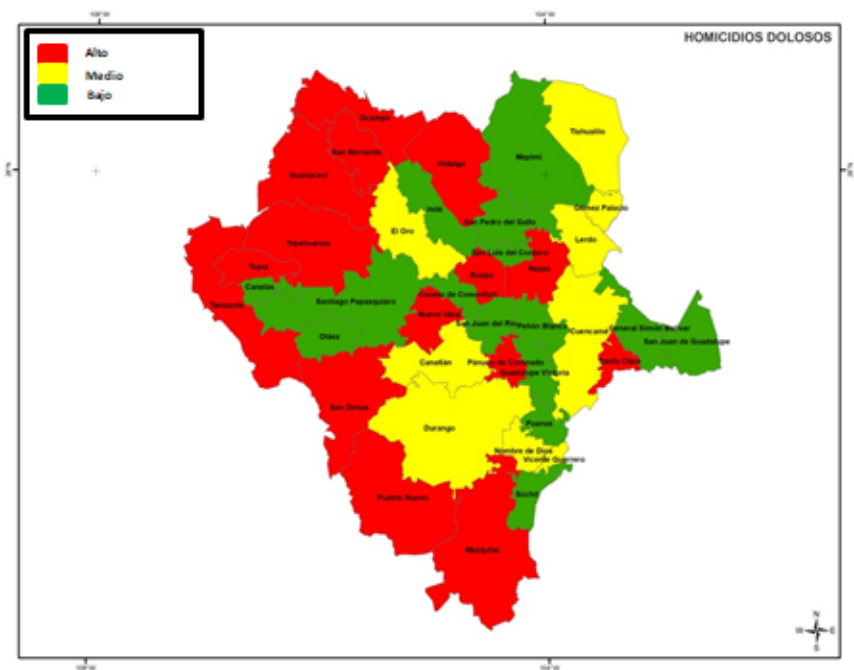 HOMICIDIOS DOLOSOS
Alto
Medio
Bajo
Ocampo
San Bernardo
Guanaceví
Hidalgo
Mapimí
Tlahualilo
Gómez Palacio
Lerdo
Indé
El Oro
San Pedro del Gallo
San Luis del Cordero
Rodeo
Nazas
Tepehuanes
Topia
Canelas
Tamazula
Santiago Papasquiaro
Otáez
Coneto de Comonfort
Nuevo Ideal
San Juan del Río
Peñón Blanco
Cuencamé
General Simón Bolívar
San Juan de Guadalupe
Santa Clara
Canatlán
Pánuco de Coronado
Guadalupe Victoria
San Dimas
Durango
Poanas
Nombre de Dios
Vicente Guerrero
Súchil
Pueblo Nuevo
Mezquital
N
W
E
S